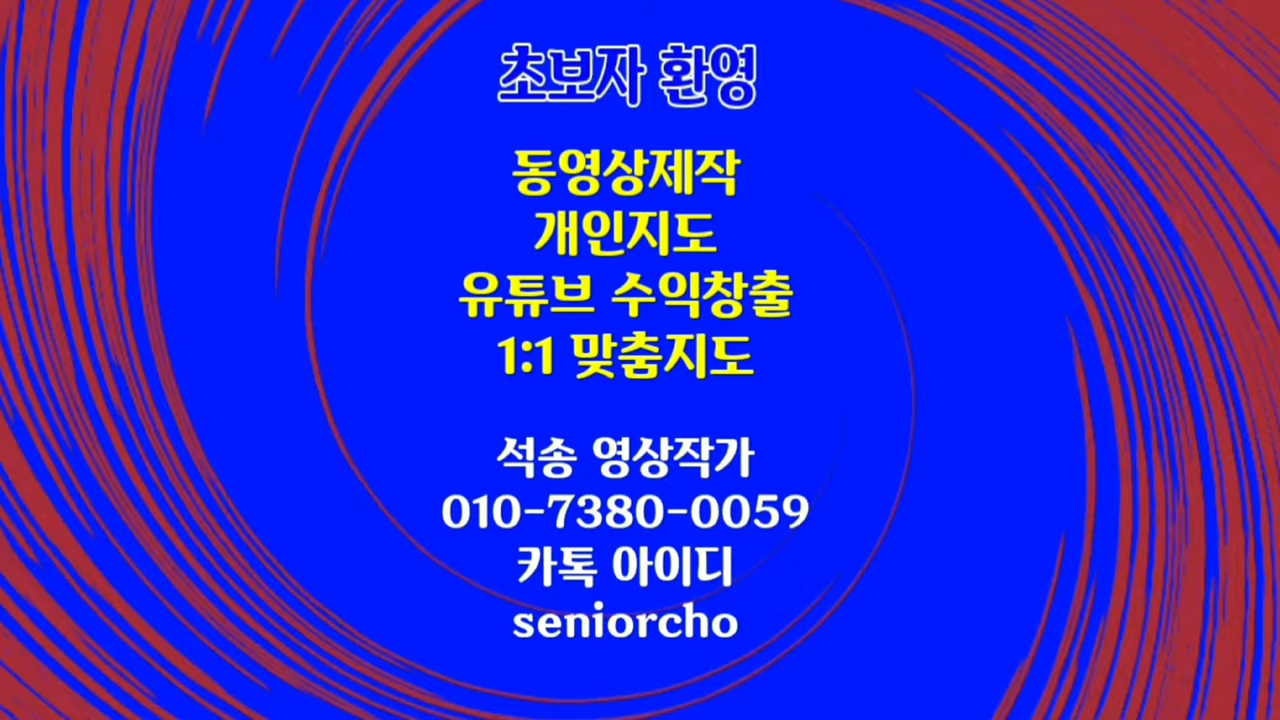 초보자 환영
동영상제작
개인지도
유튜브 수익창출
1:1 맞춤지도
석송 영상작가
010-7380-0059
카톡 아이디
seniorcho